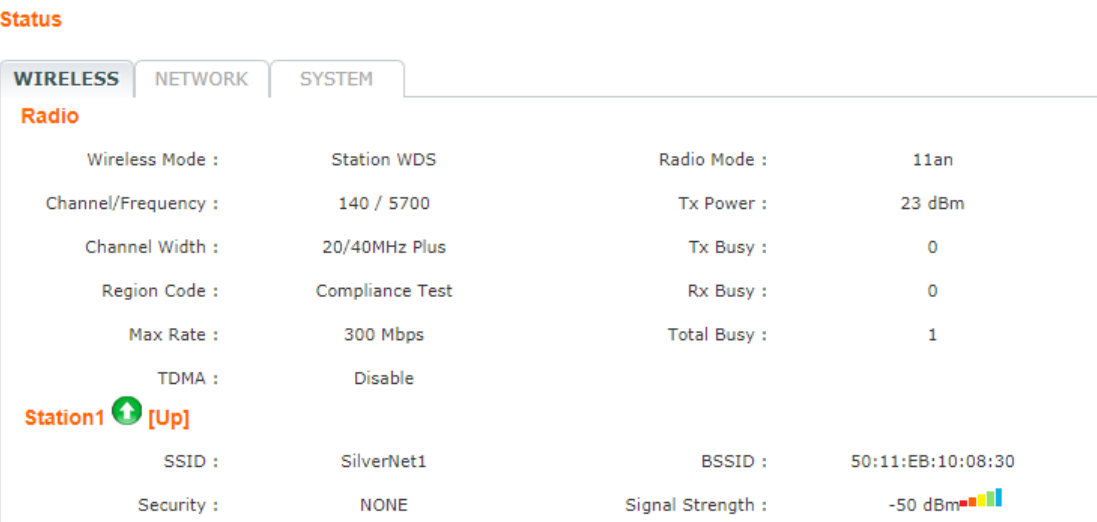 Status
WIRELESS NETWORK SYSTEM
Radio
Wireless Mode : Station WDS Radio Mode : 11an
Channel/Frequency : 140 / 5700 Tx Power : 23 dBm
Channel Width : 20/40MHz Plus Tx Busy : 0
Region Code : Compliance Test Rx Busy : 0
Max Rate : 300 Mbps Total Busy : 1
TDMA : Disable
Station1 [Up]
SSID : SilverNet1 BSSID : 50:11:EB:10:08:30
Security : NONE Signal Strength : -50 dBm